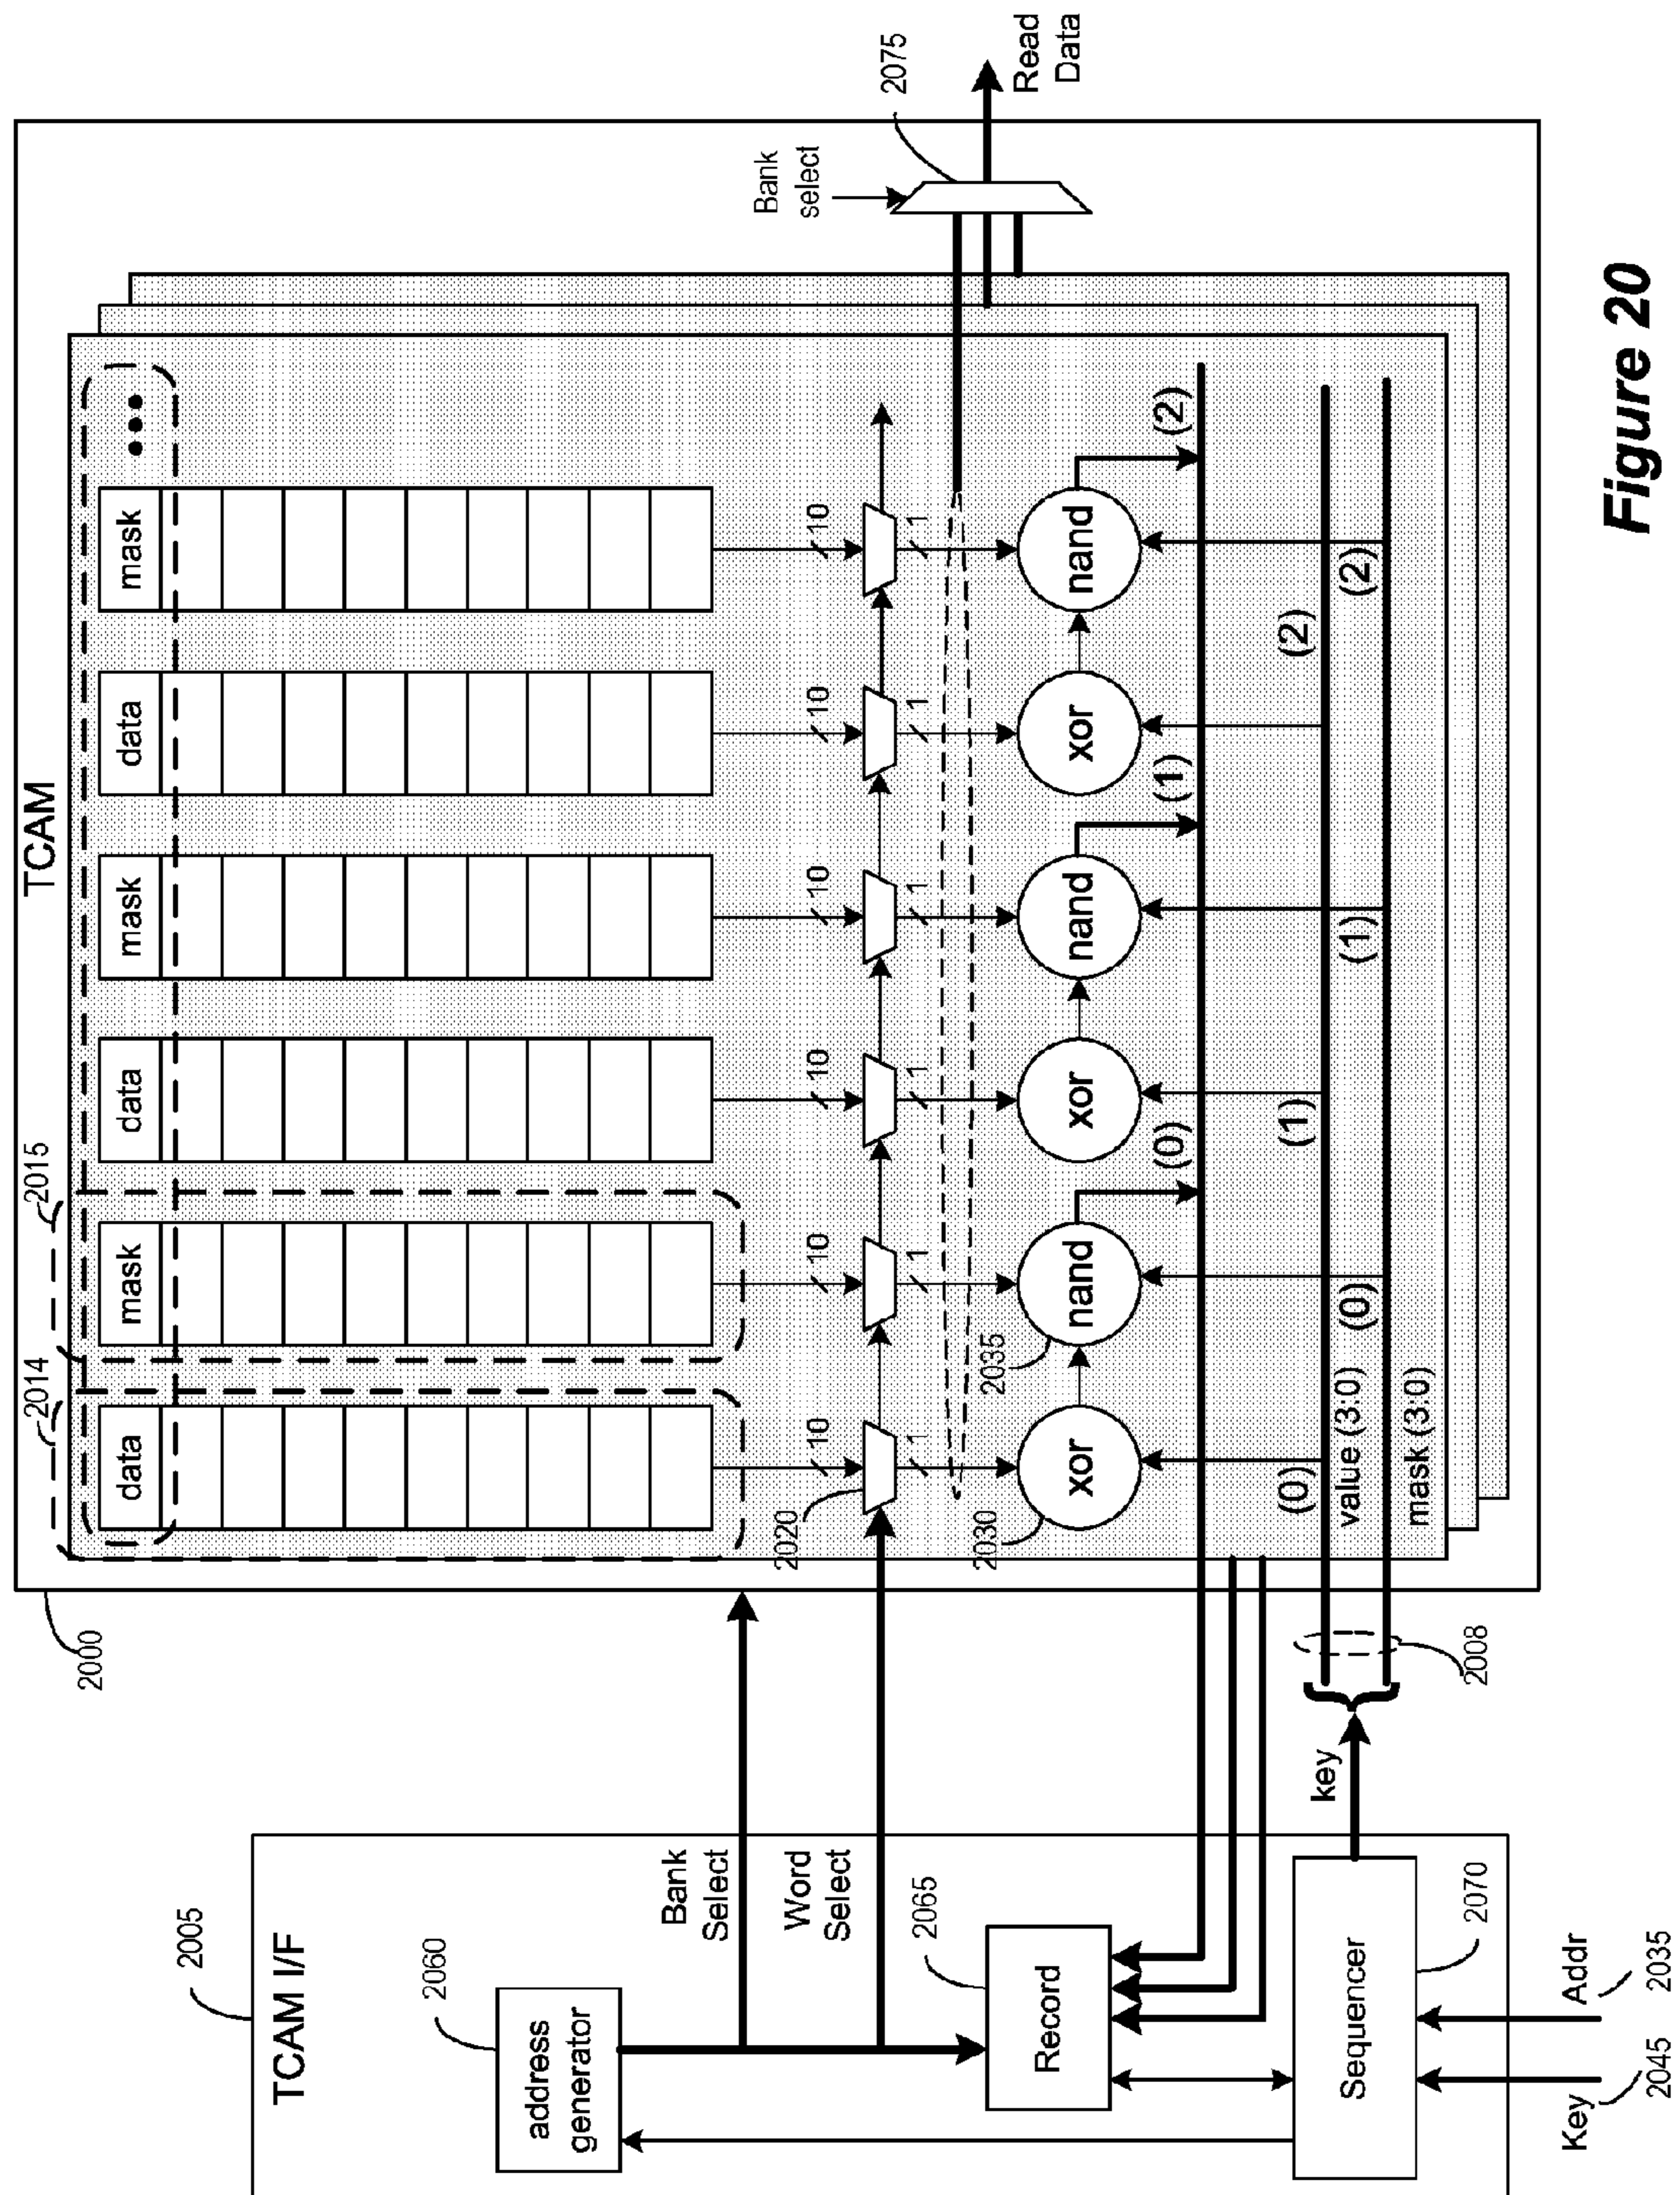 TCAM
2000
2014
2015
data
mask
data
mask
data
mask
•••
2005
TCAM I/F
2060
address
generator
Bank
Select
Word
Select
2065
Record
10
10
10
10
10
10
2020
1
1
1
1
1
1
Bank
select
2075
Read
Data
2030
xor
2035
nand
xor
nand
xor
nand
(0)
(1)
(2)
(0)
(1)
(2)
value (3:0)
(0)
(1)
(2)
mask (3:0)
key
2008
Sequencer
2070
Key
2045
Addr
2035
Figure 20